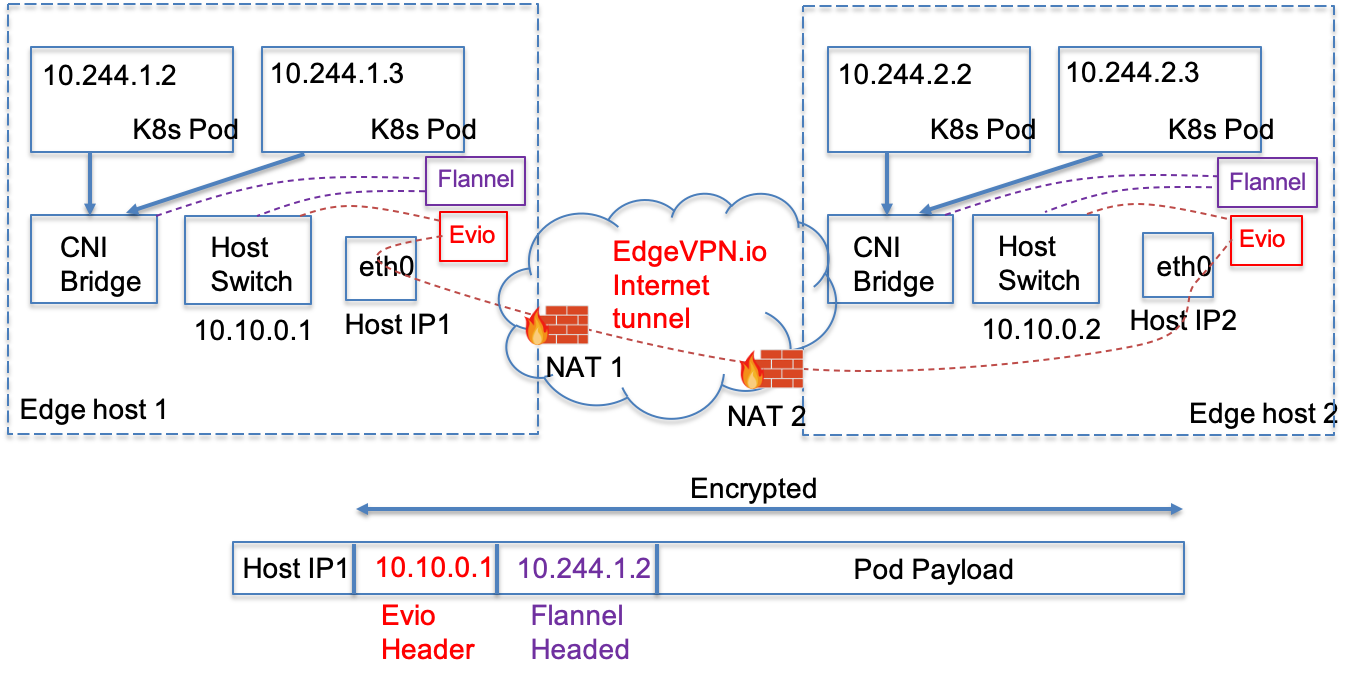 10.244.1.2
K8s Pod
10.244.1.3
K8s Pod
Flannel
CNI
Bridge
Host
Switch
10.10.0.1
eth0
Host IP1
Evio
Edge host 1
EdgeVPN.io
Internet
tunnel
NAT 1
NAT 2
10.244.2.2
K8s Pod
10.244.2.3
K8s Pod
Flannel
CNI
Bridge
Host
Switch
10.10.0.2
eth0
Host IP2
Evio
Edge host 2
Encrypted
Host IP1
10.10.0.1
10.244.1.2
Pod Payload
Evio
Header
Flannel
Headed